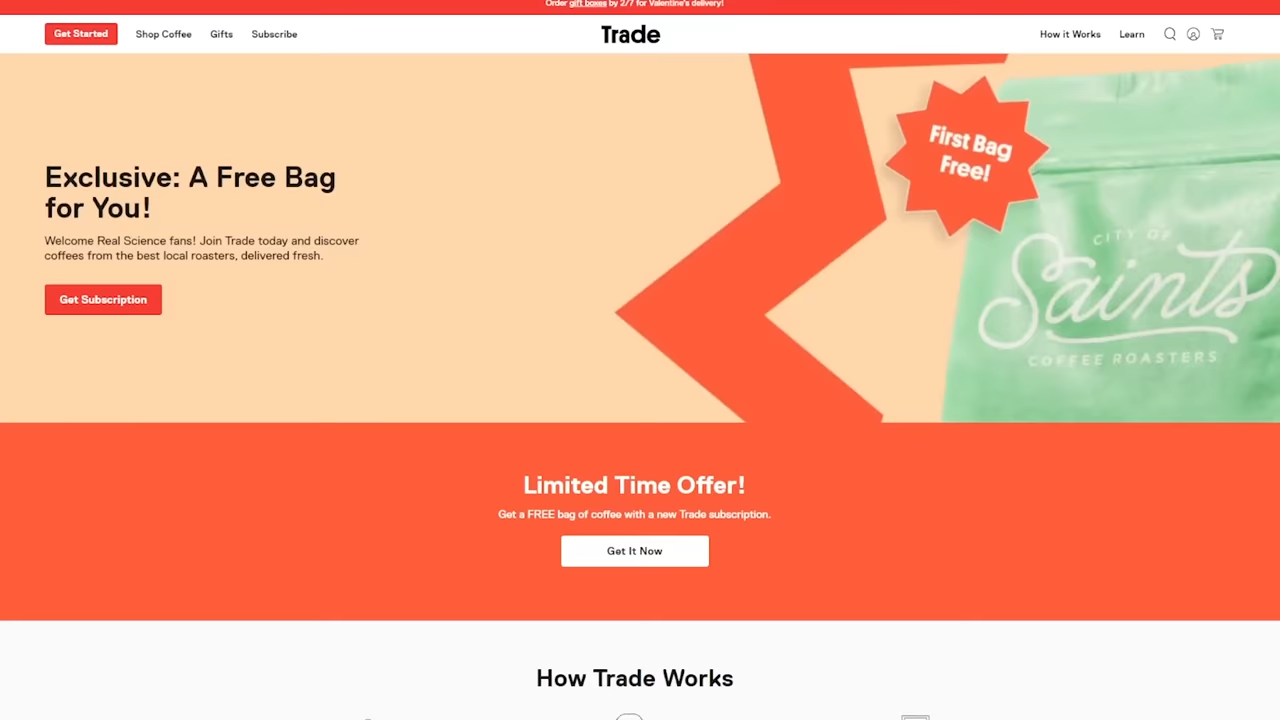 Order gift boxes by 2/7 for Valentine's delivery!
Get Started Shop Coffee Gifts Subscribe Trade How it Works Learn
First Bag
Free!
Exclusive: A Free Bag
for You!
Welcome Real Science fans! Join Trade today and discover
coffees from the best local roasters, delivered fresh.
Get Subscription
CITY OF
Saints
COFFEE ROASTERS
Limited Time Offer!
Get a FREE bag of coffee with a new Trade subscription.
Get It Now
How Trade Works